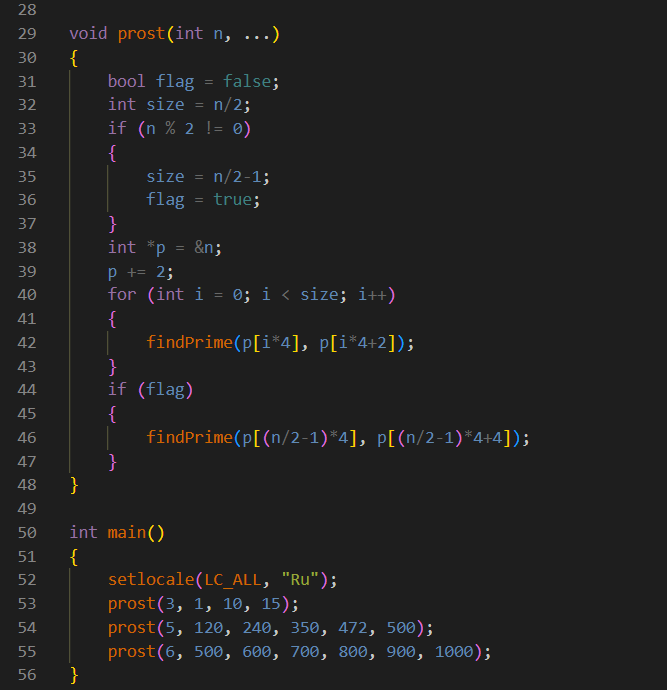 28
29 void prost(int n, ...)
30 {
31     bool flag = false;
32     int size = n/2;
33     if (n % 2 != 0)
34     {
35         size = n/2-1;
36         flag = true;
37     }
38     int *p = &n;
39     p += 2;
40     for (int i = 0; i < size; i++)
41     {
42         findPrime(p[i*4], p[i*4+2]);
43     }
44     if (flag)
45     {
46         findPrime(p[(n/2-1)*4], p[(n/2-1)*4+4]);
47     }
48 }
49
50 int main()
51 {
52     setlocale(LC_ALL, "Ru");
53     prost(3, 1, 10, 15);
54     prost(5, 120, 240, 350, 472, 500);
55     prost(6, 500, 600, 700, 800, 900, 1000);
56 }